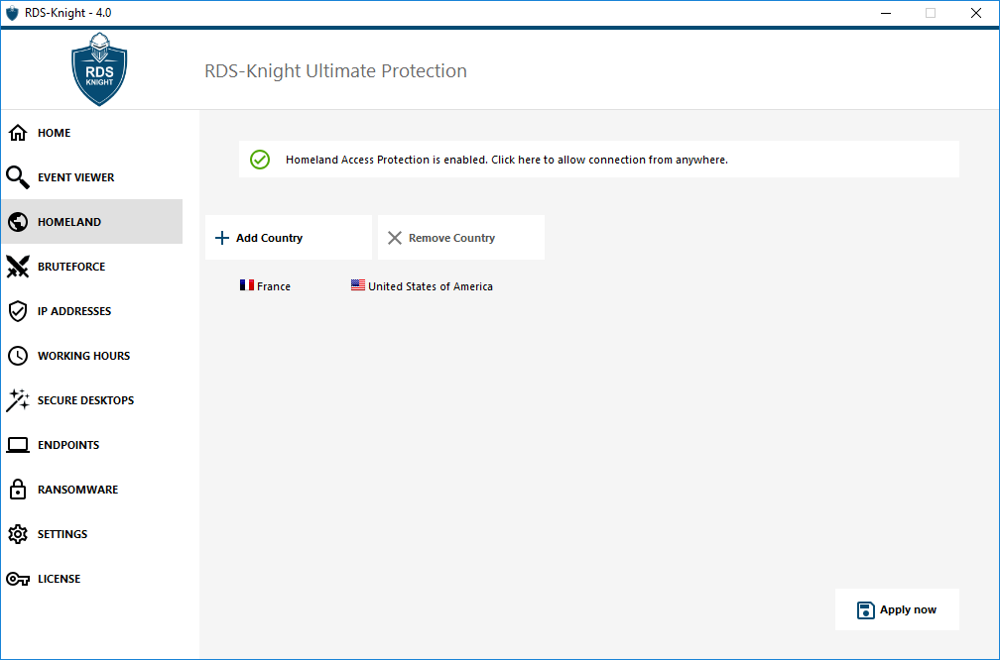 RDS-Knight - 4.0
RDS
KNIGHT
RDS-Knight Ultimate Protection
HOME
EVENT VIEWER
HOMELAND
BRUTEFORCE
IP ADDRESSES
WORKING HOURS
SECURE DESKTOPS
ENDPOINTS
RANSOMWARE
SETTINGS
LICENSE
Homeland Access Protection is enabled. Click here to allow connection from anywhere.
Add Country Remove Country
France United States of America
Apply now